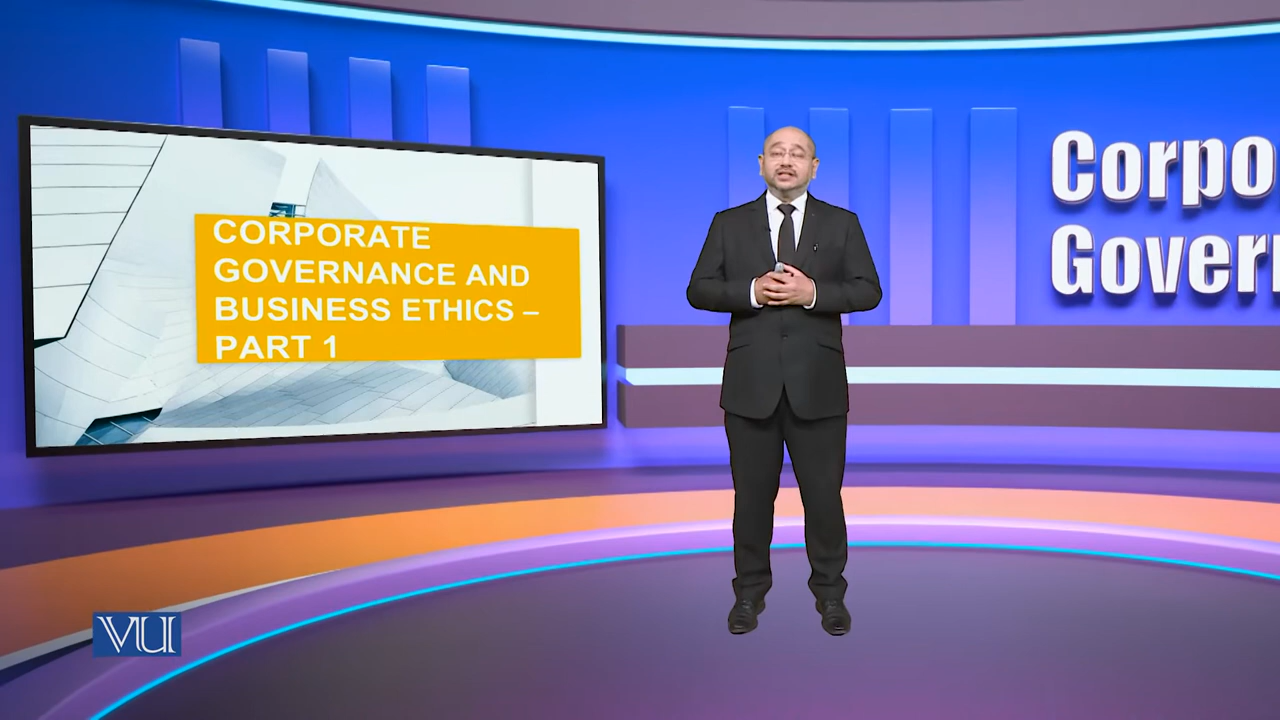 CORPORATE
GOVERNANCE AND
BUSINESS ETHICS –
PART 1
Corpo
Govern
VU